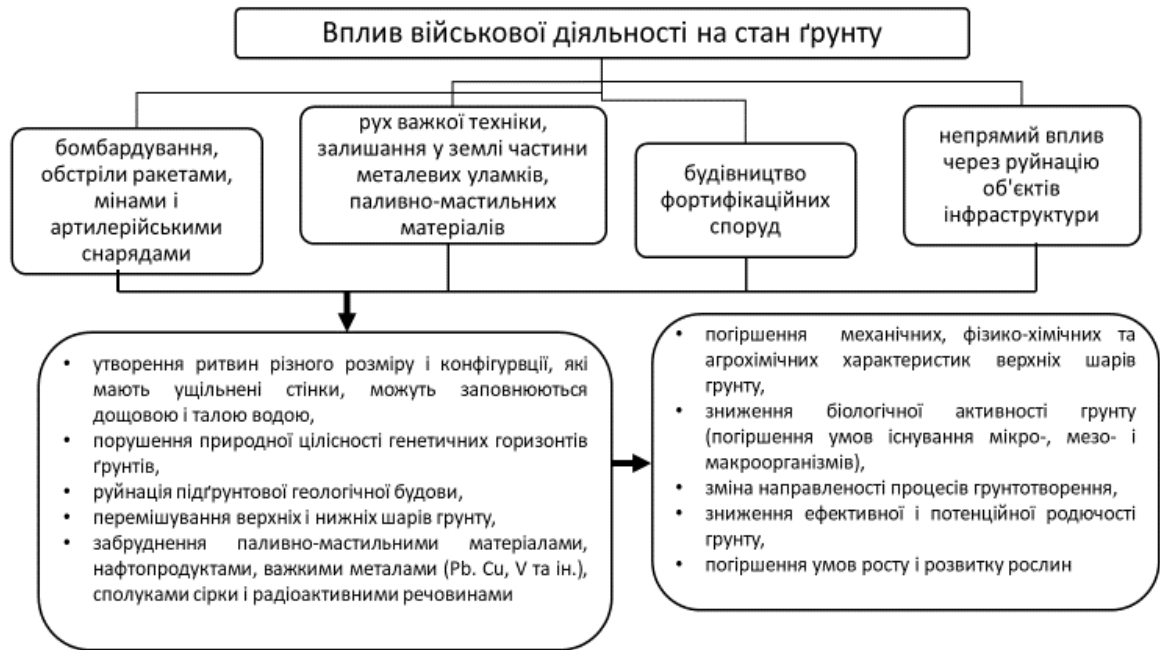 Вплив військової діяльності на стан ґрунту
бомбардування,
обстріли ракетами,
мінами і
артилерійськими
снарядами
рух важкої техніки,
залишання у землі частини
металевих уламків,
паливно-мастильних
матеріалів
будівництво
фортифікаційних
споруд
непрямий вплив
через руйнацію
об'єктів
інфраструктури
• утворення ритвин різного розміру і конфігурвції, які
мають ущільнені стінки, можуть заповнюються
дощовою і талою водою,
• порушення природної цілісності генетичних горизонтів
ґрунтів,
• руйнація підґрунтової геологічної будови,
• перемішування верхніх і нижніх шарів грунту,
• забруднення паливно-мастильними матеріалами,
нафтопродуктами, важкими металами (Pb. Cu, V та ін.),
сполуками сірки і радіоактивними речовинами
• погіршення механічних, фізико-хімічних та
агрохімічних характеристик верхніх шарів
грунту,
• зниження біологічної активності грунту
(погіршення умов існування мікро-, мезо- і
макроорганізмів),
• зміна направленості процесів грунтотворення,
• зниження ефективної і потенційної родючості
грунту,
• погіршення умов росту і розвитку рослин